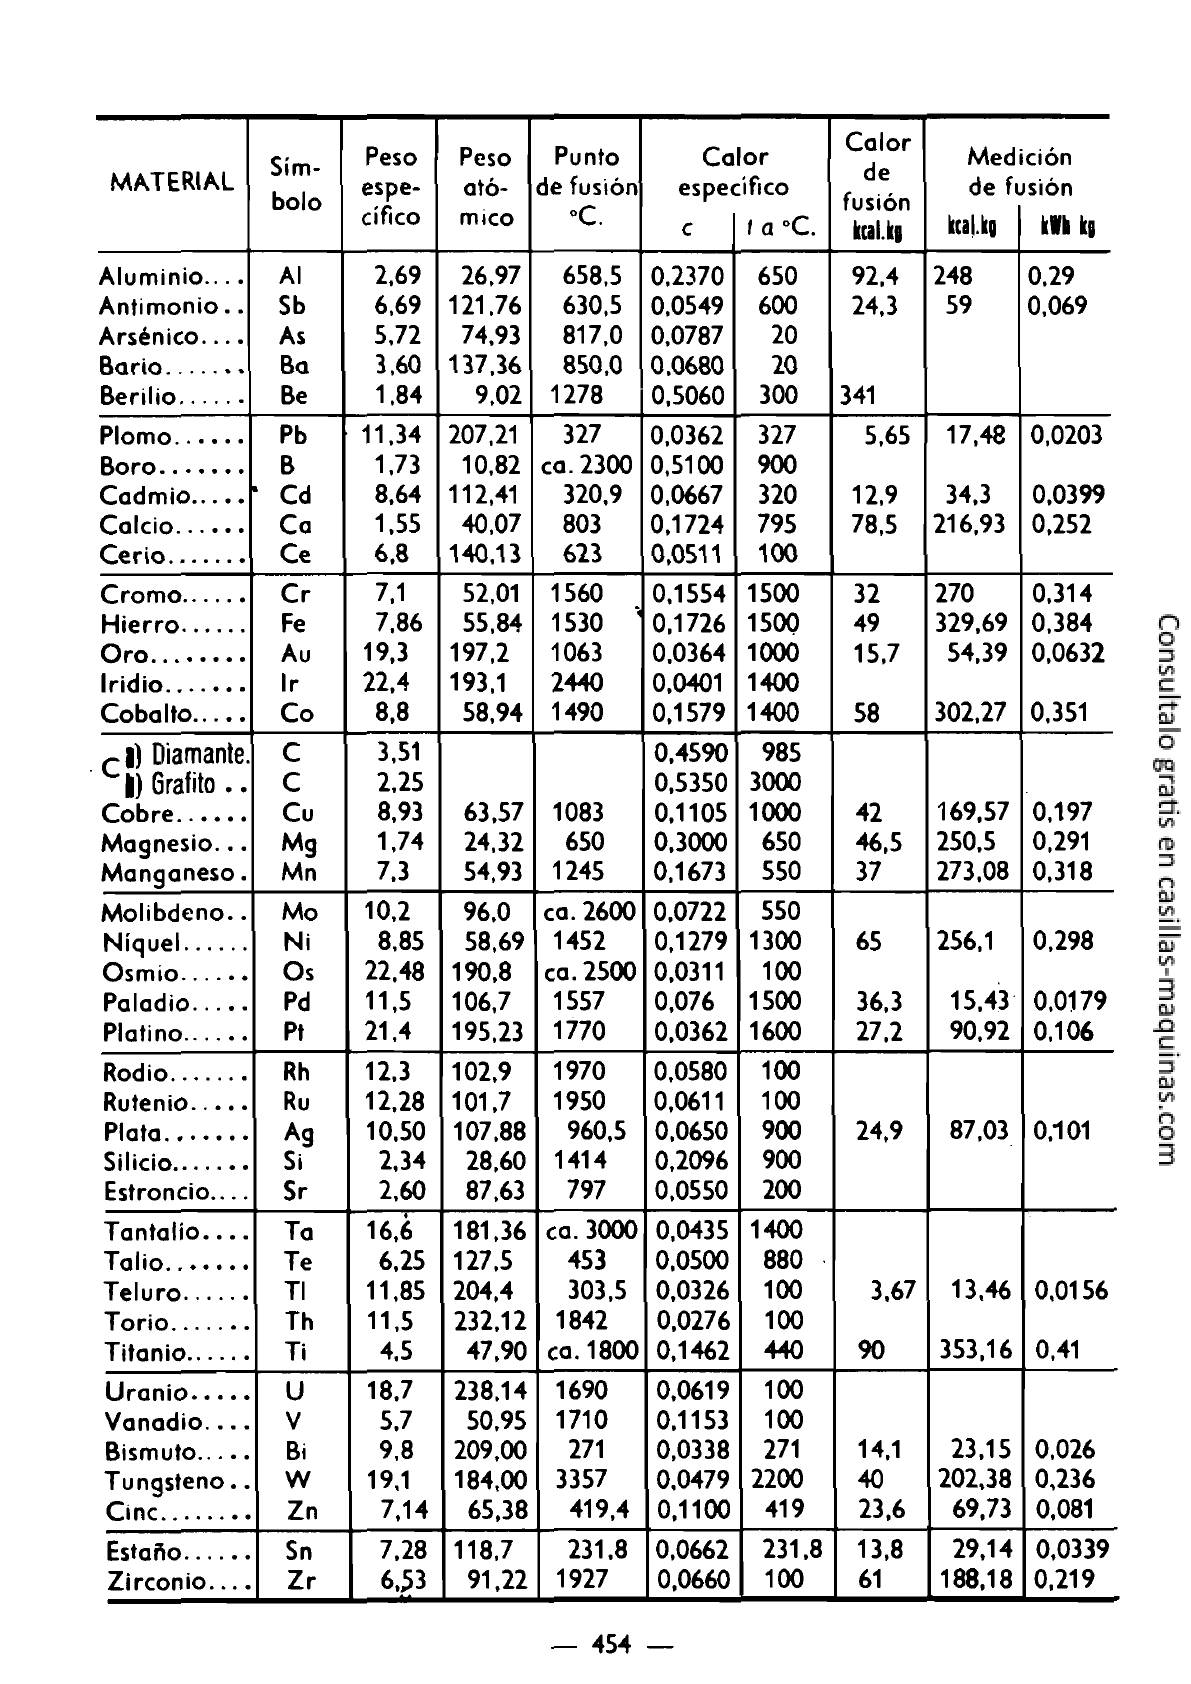 MATERIAL Sím- bolo Peso espe- cífico Peso ató- mico Punto de fusión °C. Calor específico c t a °C. Calor de fusión kcal.kg Medición de fusión kcal.kg kWh kg
Aluminio.... Al 2,69 26,97 658,5 0,2370 650 92,4 248 0,29
Antimonio.. Sb 6,69 121,76 630,5 0,0549 600 24,3 59 0,069
Arsénico.... As 5,72 74,93 817,0 0,0787 20
Bario....... Ba 3,60 137,36 850,0 0,0680 20
Berilio...... Be 1,84 9,02 1278 0,5060 300 341
Plomo...... Pb 11,34 207,21 327 0,0362 327 5,65 17,48 0,0203
Boro....... B 1,73 10,82 ca. 2300 0,5100 900
Cadmio..... Cd 8,64 112,41 320,9 0,0667 320 12,9 34,3 0,0399
Calcio...... Ca 1,55 40,07 803 0,1724 795 78,5 216,93 0,252
Cerio....... Ce 6,8 140,13 623 0,0511 100
Cromo...... Cr 7,1 52,01 1560 0,1554 1500 32 270 0,314
Hierro...... Fe 7,86 55,84 1530 0,1726 1500 49 329,69 0,384
Oro........ Au 19,3 197,2 1063 0,0364 1000 15,7 54,39 0,0632
Iridio....... Ir 22,4 193,1 2440 0,0401 1400
Cobalto..... Co 8,8 58,94 1490 0,1579 1400 58 302,27 0,351
C a) Diamante. C 3,51 0,4590 985
b) Grafito .. C 2,25 0,5350 3000
Cobre...... Cu 8,93 63,57 1083 0,1105 1000 42 169,57 0,197
Magnesio... Mg 1,74 24,32 650 0,3000 650 46,5 250,5 0,291
Manganeso. Mn 7,3 54,93 1245 0,1673 550 37 273,08 0,318
Molibdeno.. Mo 10,2 96,0 ca. 2600 0,0722 550
Níquel...... Ni 8,85 58,69 1452 0,1279 1300 65 256,1 0,298
Osmio...... Os 22,48 190,8 ca. 2500 0,0311 100
Paladio..... Pd 11,5 106,7 1557 0,076 1500 36,3 15,43 0,0179
Platino...... Pt 21,4 195,23 1770 0,0362 1600 27,2 90,92 0,106
Rodio....... Rh 12,3 102,9 1970 0,0580 100
Rutenio..... Ru 12,28 101,7 1950 0,0611 100
Plata....... Ag 10,50 107,88 960,5 0,0650 900 24,9 87,03 0,101
Silicio....... Si 2,34 28,60 1414 0,2096 900
Estroncio.... Sr 2,60 87,63 797 0,0550 200
Tantalio.... Ta 16,6 181,36 ca. 3000 0,0435 1400
Talio....... Te 6,25 127,5 453 0,0500 880
Teluro...... Tl 11,85 204,4 303,5 0,0326 100 3,67 13,46 0,0156
Torio....... Th 11,5 232,12 1842 0,0276 100
Titanio...... Ti 4,5 47,90 ca. 1800 0,1462 440 90 353,16 0,41
Uranio..... U 18,7 238,14 1690 0,0619 100
Vanadio.... V 5,7 50,95 1710 0,1153 100
Bismuto..... Bi 9,8 209,00 271 0,0338 271 14,1 23,15 0,026
Tungsteno.. W 19,1 184,00 3357 0,0479 2200 40 202,38 0,236
Cinc........ Zn 7,14 65,38 419,4 0,1100 419 23,6 69,73 0,081
Estaño...... Sn 7,28 118,7 231,8 0,0662 231,8 13,8 29,14 0,0339
Zirconio.... Zr 6,53 91,22 1927 0,0660 100 61 188,18 0,219
— 454 —
Consultalo gratis en casillas-maquinas.com